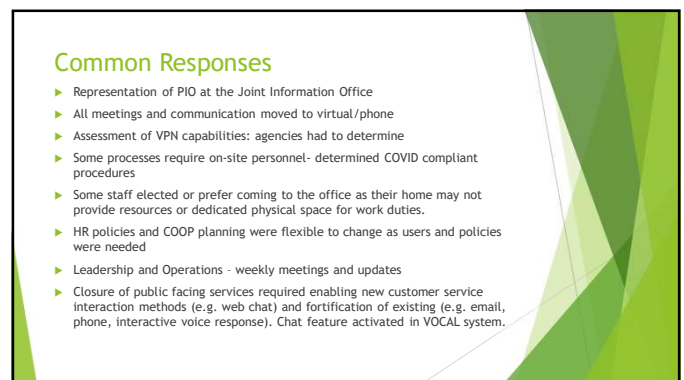 Common Responses
Representation of PIO at the Joint Information Office
All meetings and communication moved to virtual/phone
Assessment of VPN capabilities: agencies had to determine
Some processes require on-site personnel- determined COVID compliant
procedures
Some staff elected or prefer coming to the office as their home may not
provide resources or dedicated physical space for work duties.
HR policies and COOP planning were flexible to change as users and policies
were needed
Leadership and Operations – weekly meetings and updates
Closure of public facing services required enabling new customer service
interaction methods (e.g. web chat) and fortification of existing (e.g. email,
phone, interactive voice response). Chat feature activated in VOCAL system.